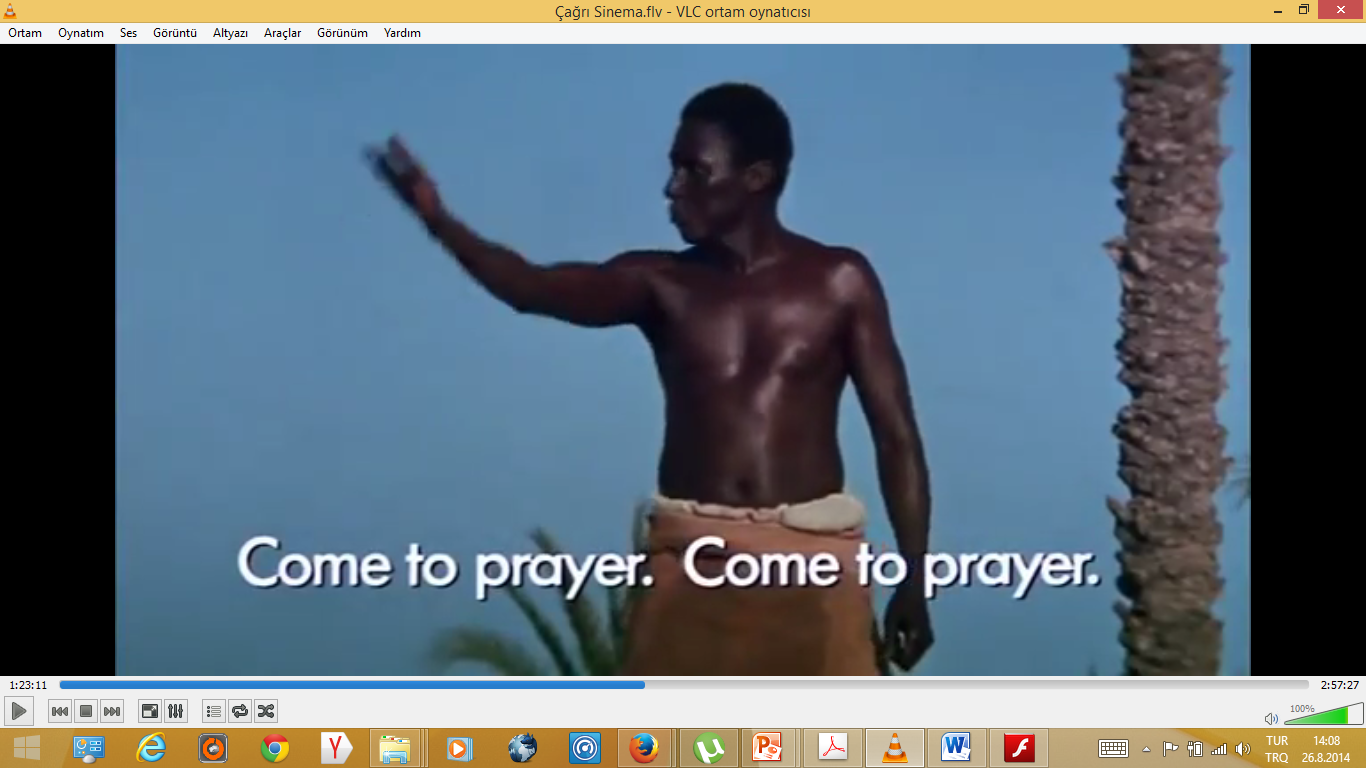 Çağrı Sinema.flv - VLC ortam oynatıcısı
Ortam Oynatım Ses Görüntü Altyazı Araçlar Görünüm Yardım
Come to prayer. Come to prayer.
1:23:11 2:57:27
100%
TUR 14:08
TRQ 26.8.2014